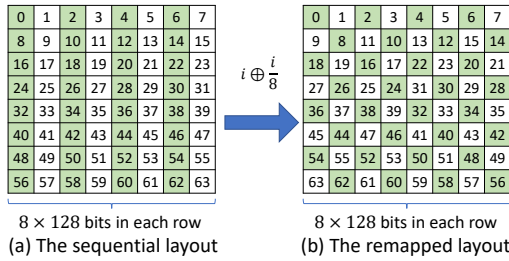 0 1 2 3 4 5 6 7
8 9 10 11 12 13 14 15
16 17 18 19 20 21 22 23
24 25 26 27 28 29 30 31
32 33 34 35 36 37 38 39
40 41 42 43 44 45 46 47
48 49 50 51 52 53 54 55
56 57 58 59 60 61 62 63
8 × 128 bits in each row
(a) The sequential layout
i ⊕ i/8
0 1 2 3 4 5 6 7
9 8 11 10 13 12 15 14
18 19 16 17 22 23 20 21
27 26 25 24 31 30 29 28
36 37 38 39 32 33 34 35
45 44 47 46 41 40 43 42
54 55 52 53 50 51 48 49
63 62 61 60 59 58 57 56
8 × 128 bits in each row
(b) The remapped layout